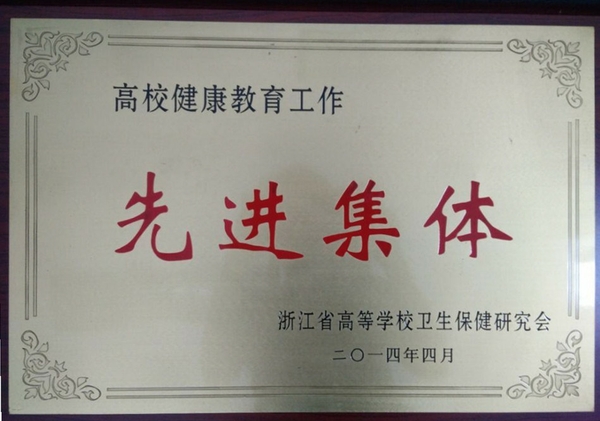 高校健康教育工作
先进集体
浙江省高等学校卫生保健研究会
二〇一四年四月